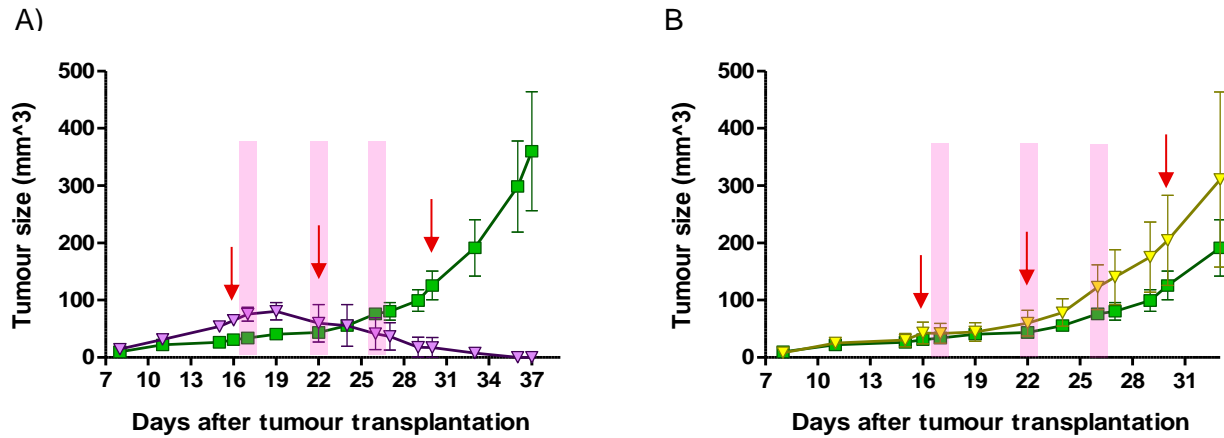 A)
B
500
400
300
200
100
0
Tumour size (mm^3)
7 10 13 16 19 22 25 28 31 34 37
Days after tumour transplantation
500
400
300
200
100
0
Tumour size (mm^3)
7 10 13 16 19 22 25 28 31
Days after tumour transplantation